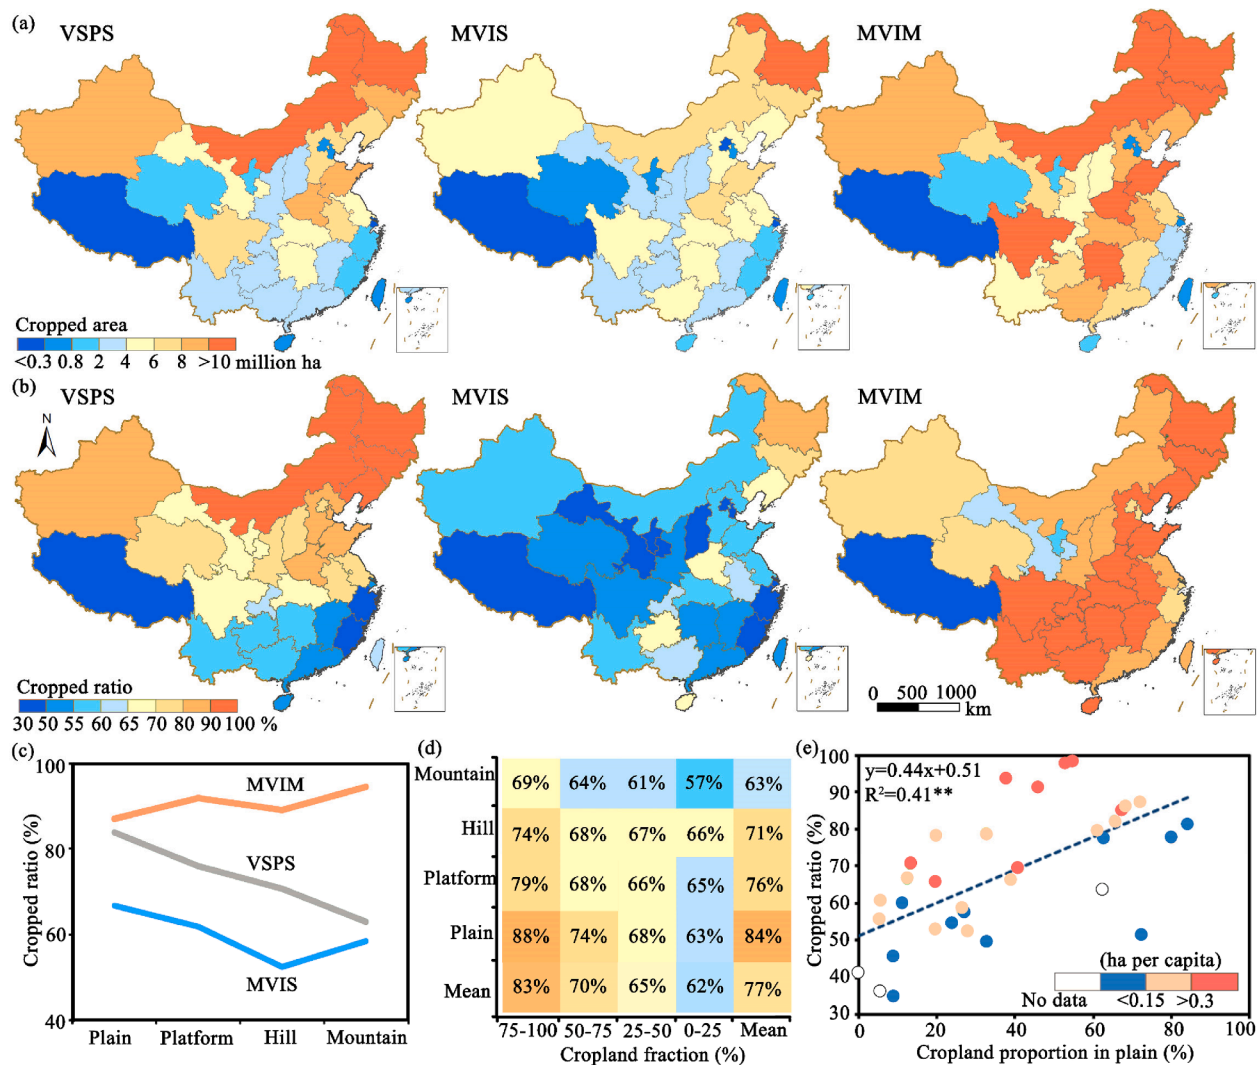 (a)
VSPS
MVIS
MVIM
Cropped area
<0.3 0.8 2 4 6 8 >10 million ha
(b)
VSPS
MVIS
MVIM
N
Cropped ratio
30 50 55 60 65 70 80 90 100 %
0 500 1000
km
(c)
100
80
60
40
Cropped ratio (%)
MVIM
VSPS
MVIS
Plain Platform Hill Mountain
(d)
Mountain 69% 64% 61% 57% 63%
Hill 74% 68% 67% 66% 71%
Platform 79% 68% 66% 65% 76%
Plain 88% 74% 68% 63% 84%
Mean 83% 70% 65% 62% 77%
75-100 50-75 25-50 0-25 Mean
Cropland fraction (%)
(e)
100
90
80
70
60
50
40
30
Cropped ratio (%)
y=0.44x+0.51
R²=0.41**
(ha per capita)
No data <0.15 >0.3
0 20 40 60 80 100
Cropland proportion in plain (%)